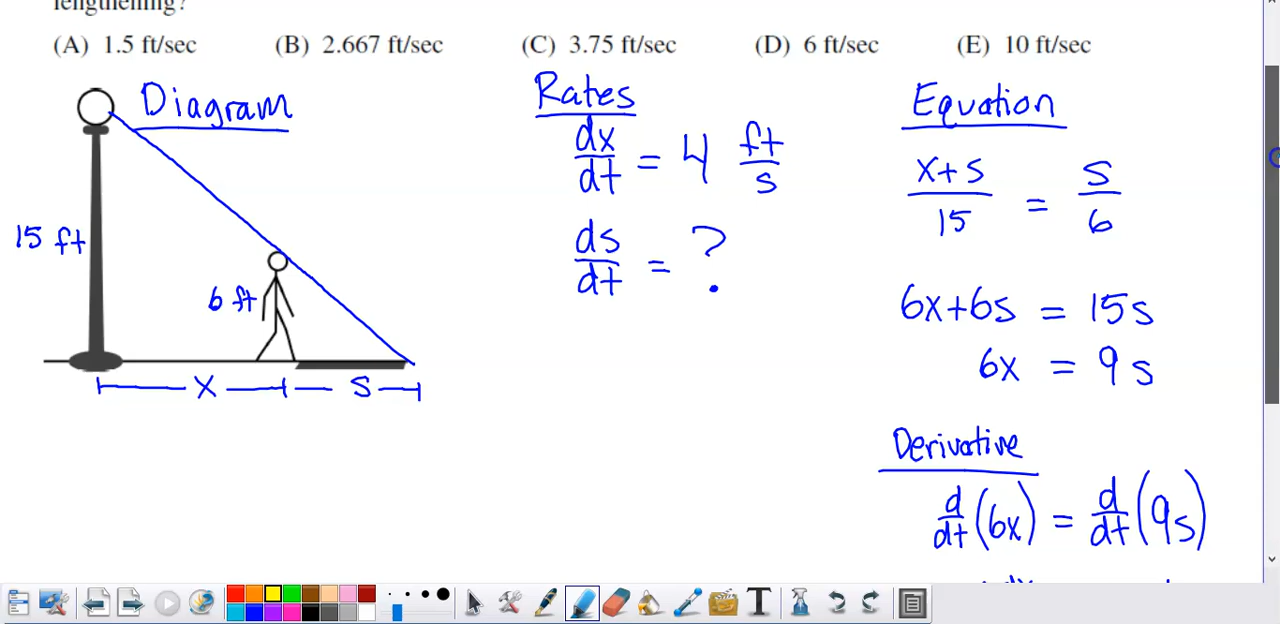 lengthening?
(A) 1.5 ft/sec (B) 2.667 ft/sec (C) 3.75 ft/sec (D) 6 ft/sec (E) 10 ft/sec
Diagram
15 ft
6 ft
x s
Rates
dx/dt = 4 ft/s
ds/dt = ?
Equation
x+s/15 = s/6
6x+6s = 15s
6x = 9s
Derivative
d/dt (6x) = d/dt (9s)
T